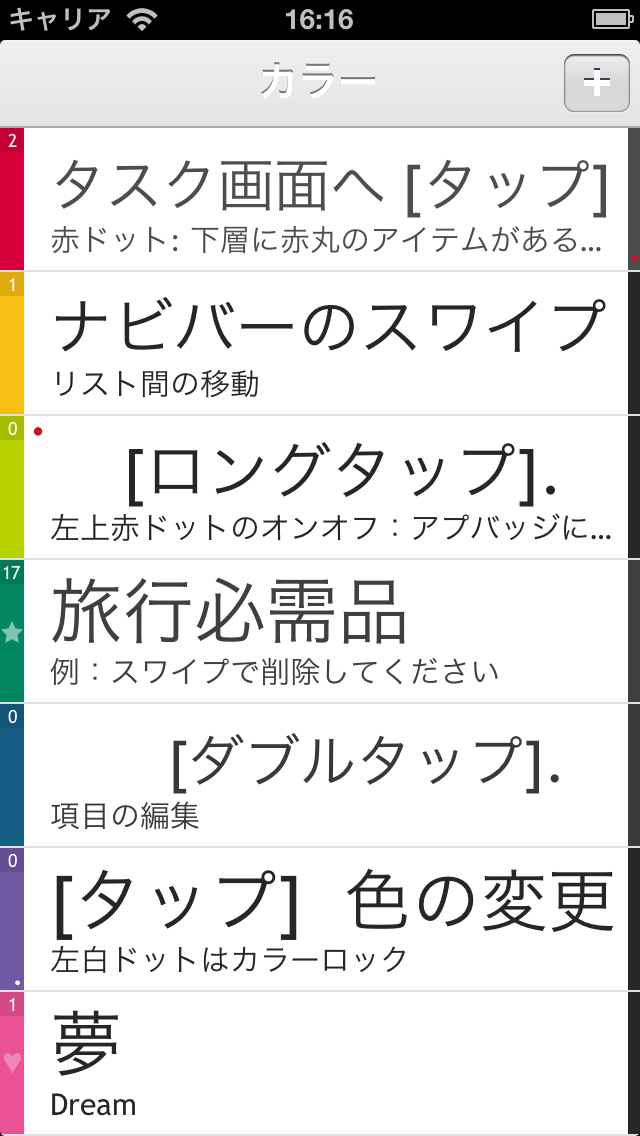 キャリア 16:16
カラー
2
タスク画面へ [タップ]
赤ドット: 下層に赤丸のアイテムがある...
1
ナビバーのスワイプ
リスト間の移動
0
[ロングタップ].
左上赤ドットのオンオフ：アプバッジに...
17
旅行必需品
例：スワイプで削除してください
0
[ダブルタップ].
項目の編集
0
[タップ] 色の変更
左白ドットはカラーロック
1
夢
Dream